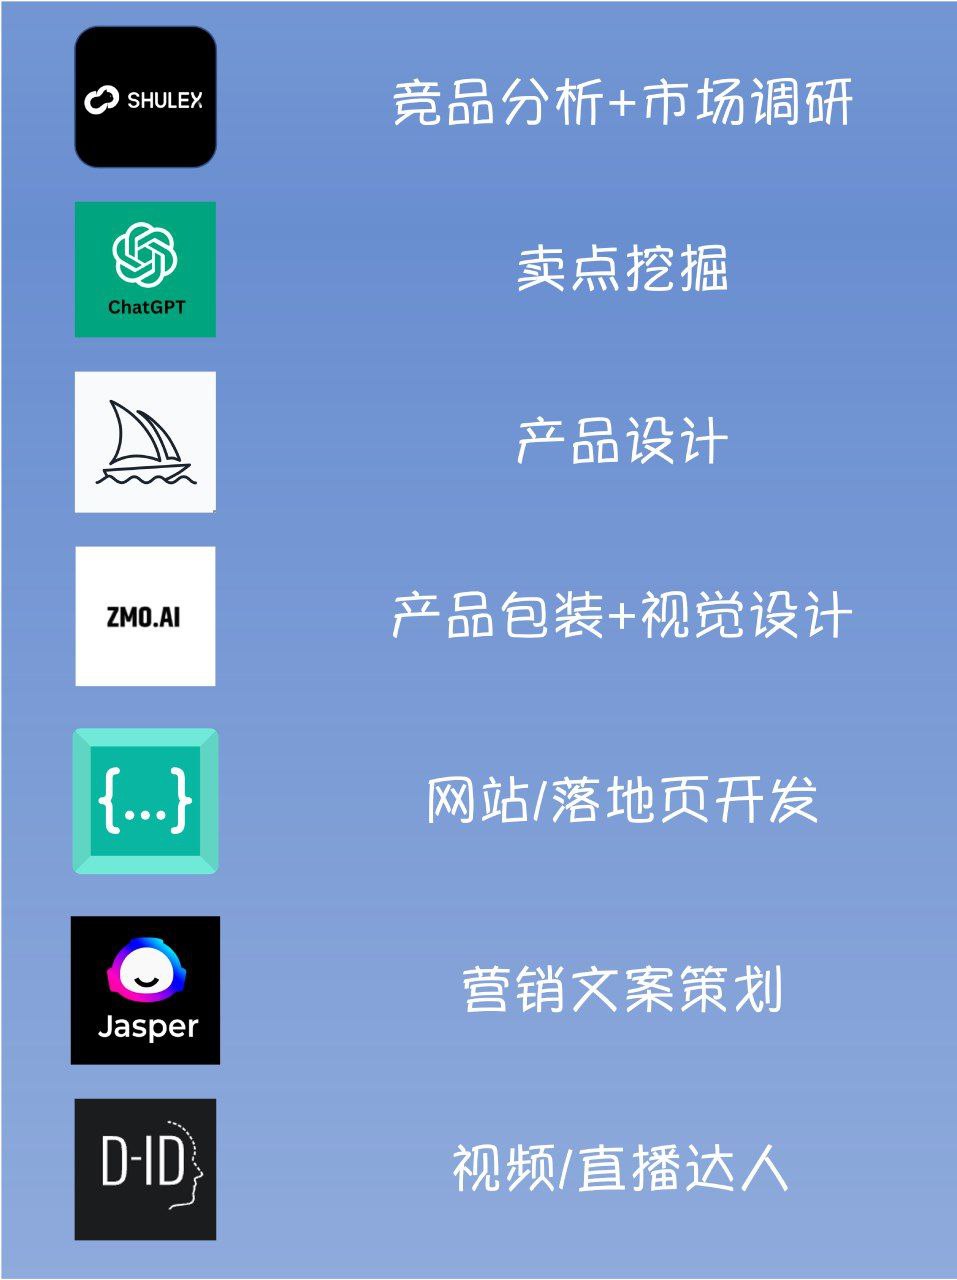 SHULEX
竞品分析+市场调研
ChatGPT
卖点挖掘
产品设计
ZMO.AI
产品包装+视觉设计
{...}
网站/落地页开发
Jasper
营销文案策划
D-ID
视频/直播达人